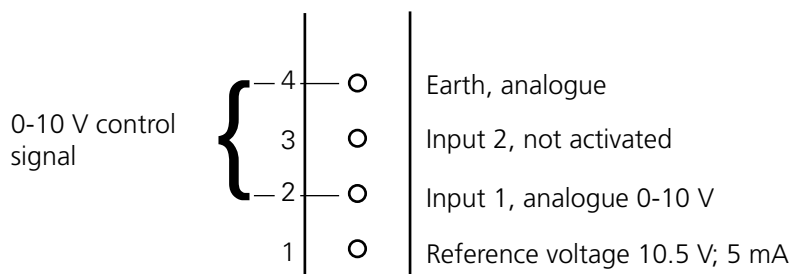 4 Earth, analogue
0-10 V control
signal
3 Input 2, not activated
2 Input 1, analogue 0-10 V
1 Reference voltage 10.5 V; 5 mA